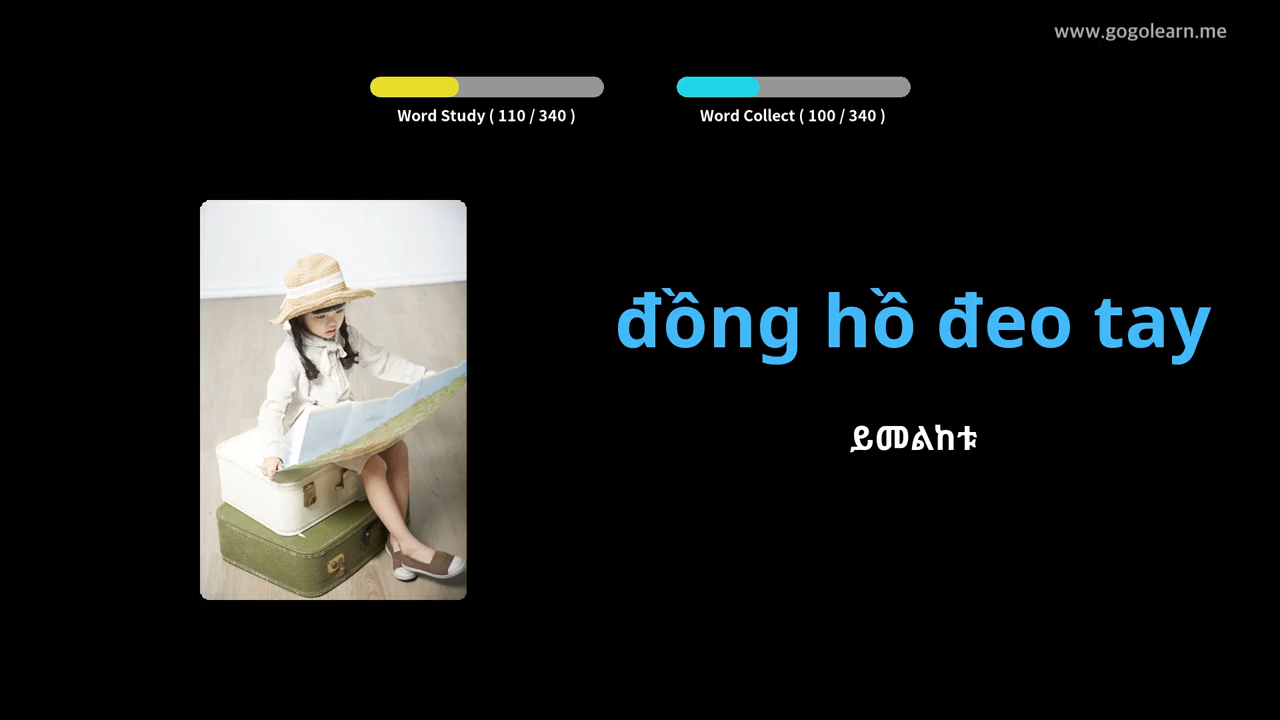 www.gogolearn.me
Word Study ( 110 / 340 )
Word Collect ( 100 / 340 )
đồng hồ đeo tay
ይመልከቱ